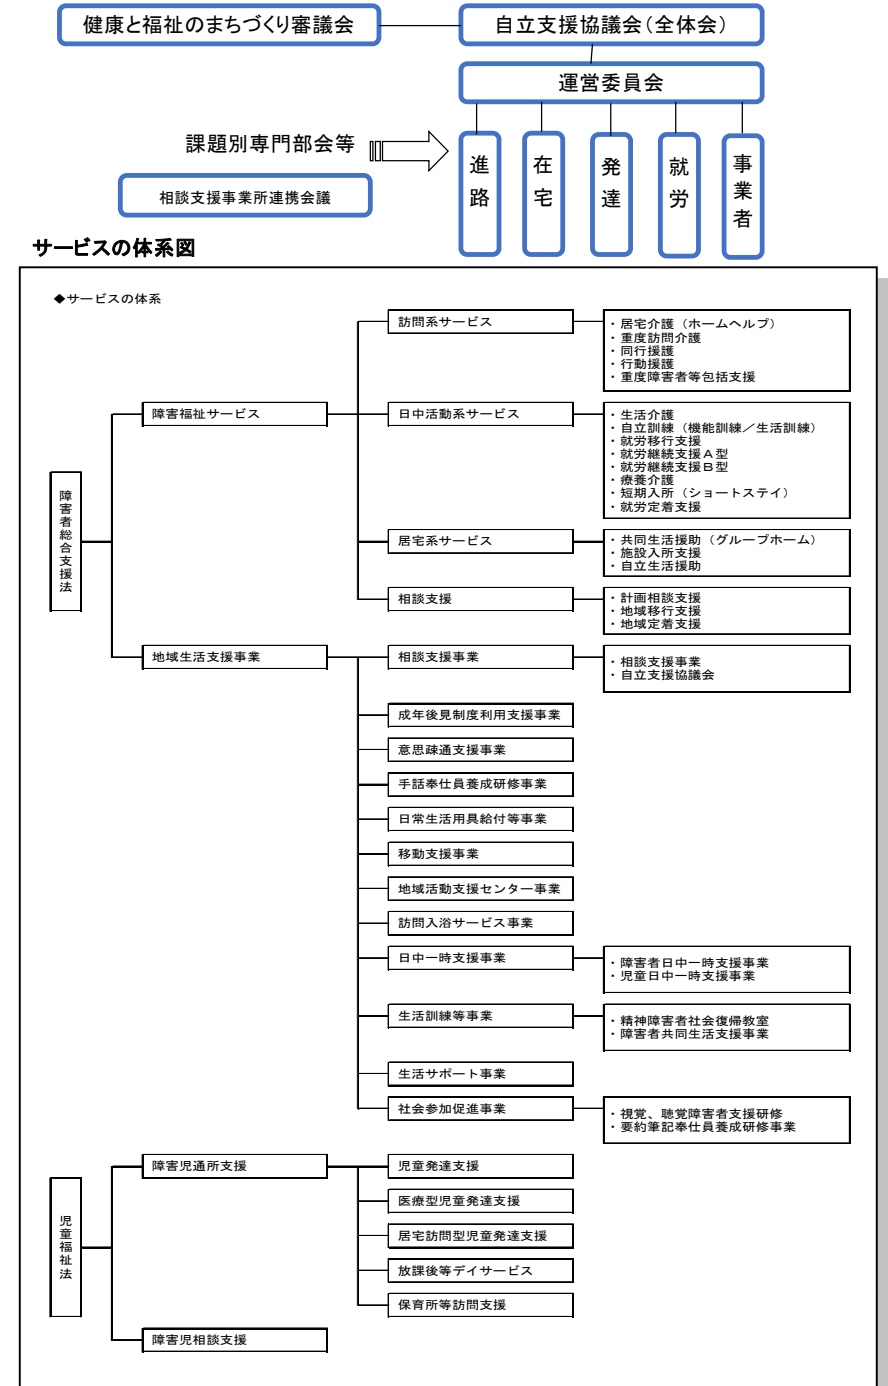 健康と福祉のまちづくり審議会
自立支援協議会(全体会)
運営委員会
課題別専門部会等
進路
在宅
発達
就労
事業者
相談支援事業所連携会議
サービスの体系図
◆サービスの体系
障害者総合支援法
障害福祉サービス
訪問系サービス
・居宅介護(ホームヘルプ)
・重度訪問介護
・同行援護
・行動援護
・重度障害者等包括支援
日中活動系サービス
・生活介護
・自立訓練(機能訓練/生活訓練)
・就労移行支援
・就労継続支援A型
・就労継続支援B型
・療養介護
・短期入所(ショートステイ)
・就労定着支援
居宅系サービス
・共同生活援助(グループホーム)
・施設入所支援
・自立生活援助
相談支援
・計画相談支援
・地域移行支援
・地域定着支援
地域生活支援事業
相談支援事業
・相談支援事業
・自立支援協議会
成年後見制度利用支援事業
意思疎通支援事業
手話奉仕員養成研修事業
日常生活用具給付等事業
移動支援事業
地域活動支援センター事業
訪問入浴サービス事業
日中一時支援事業
・障害者日中一時支援事業
・児童日中一時支援事業
生活訓練等事業
・精神障害者社会復帰教室
・障害者共同生活支援事業
生活サポート事業
社会参加促進事業
・視覚、聴覚障害者支援研修
・要約筆記奉仕員養成研修事業
児童福祉法
障害児通所支援
児童発達支援
医療型児童発達支援
居宅訪問型児童発達支援
放課後等デイサービス
保育所等訪問支援
障害児相談支援